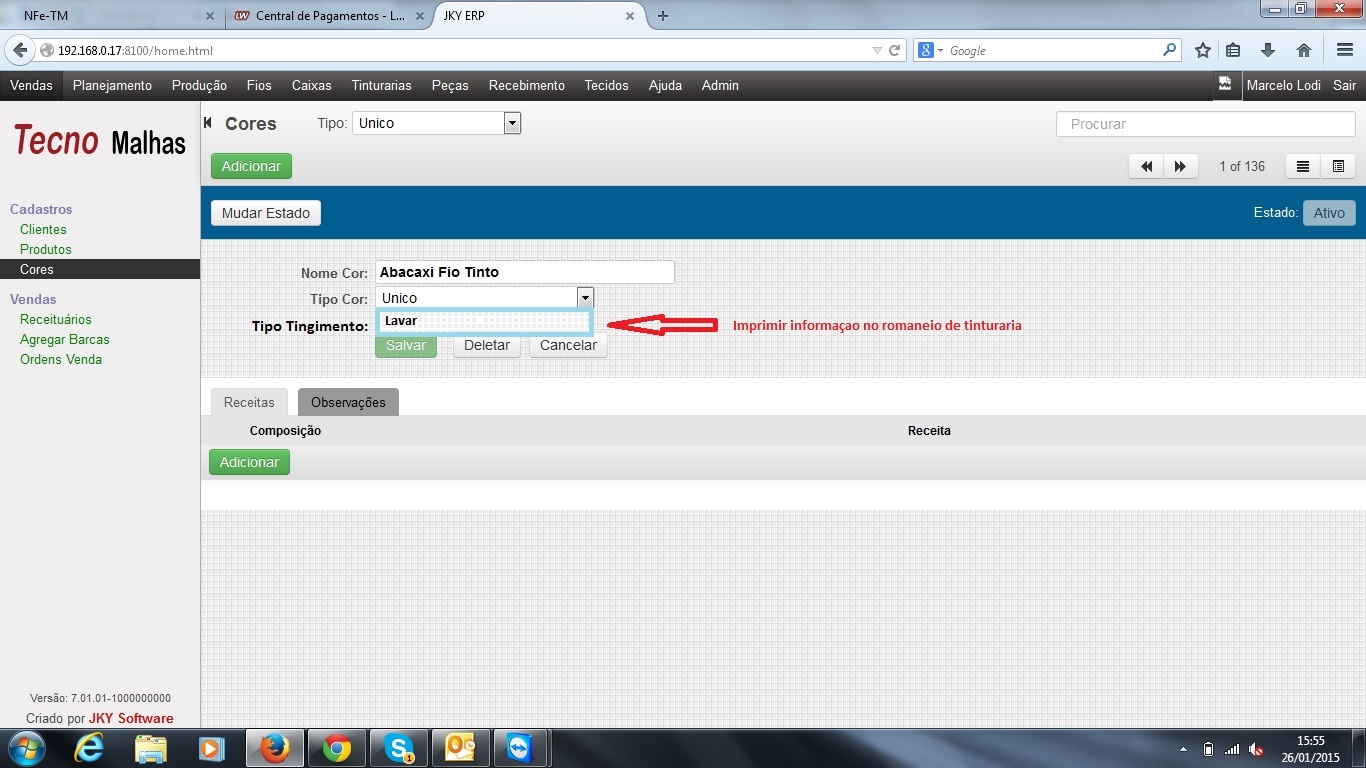 NFe-TM
Central de Pagamentos - L...
JKY ERP
192.168.0.17:8100/home.html
Google
Vendas Planejamento Produção Fios Caixas Tinturarias Peças Recebimento Tecidos Ajuda Admin Marcelo Lodi Sair
Tecno Malhas
Cores Tipo: Unico Procurar
Adicionar 1 of 136
Mudar Estado Estado: Ativo
Cadastros
Clientes
Produtos
Cores
Vendas
Receituários
Agregar Barcas
Ordens Venda
Nome Cor: Abacaxi Fio Tinto
Tipo Cor: Unico
Tipo Tingimento: Lavar Imprimir informaçao no romaneio de tinturaria
Salvar Deletar Cancelar
Receitas Observações
Composição Receita
Adicionar
Versão: 7.01.01-1000000000
Criado por JKY Software
15:55
26/01/2015